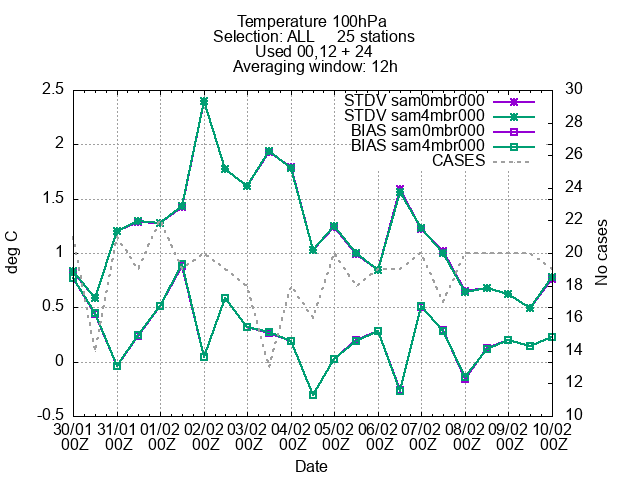 Temperature 100hPa
Selection: ALL 25 stations
Used 00,12 + 24
Averaging window: 12h
STDV sam0mbr000
STDV sam4mbr000
BIAS sam0mbr000
BIAS sam4mbr000
CASES
2.5
2
1.5
1
0.5
0
-0.5
deg C
30
28
26
24
22
20
18
16
14
12
10
No cases
30/01 31/01 01/02 02/02 03/02 04/02 05/02 06/02 07/02 08/02 09/02 10/02
00Z 00Z 00Z 00Z 00Z 00Z 00Z 00Z 00Z 00Z 00Z 00Z
Date